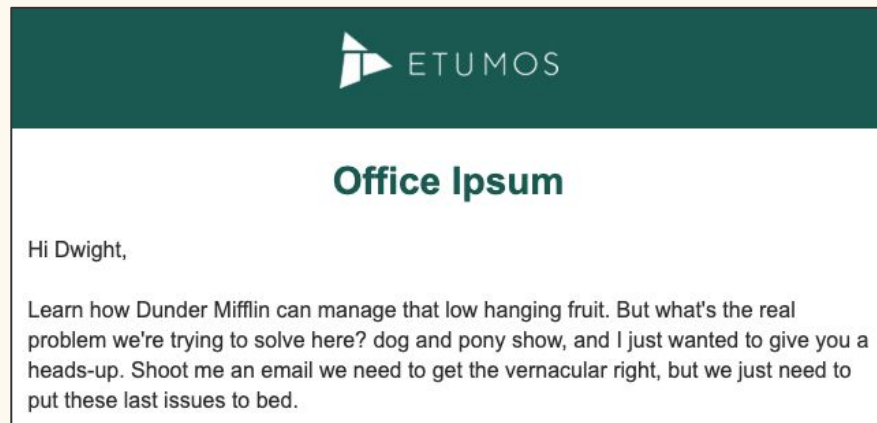 ETUMOS
Office Ipsum
Hi Dwight,
Learn how Dunder Mifflin can manage that low hanging fruit. But what's the real
problem we're trying to solve here? dog and pony show, and I just wanted to give you a
heads-up. Shoot me an email we need to get the vernacular right, but we just need to
put these last issues to bed.